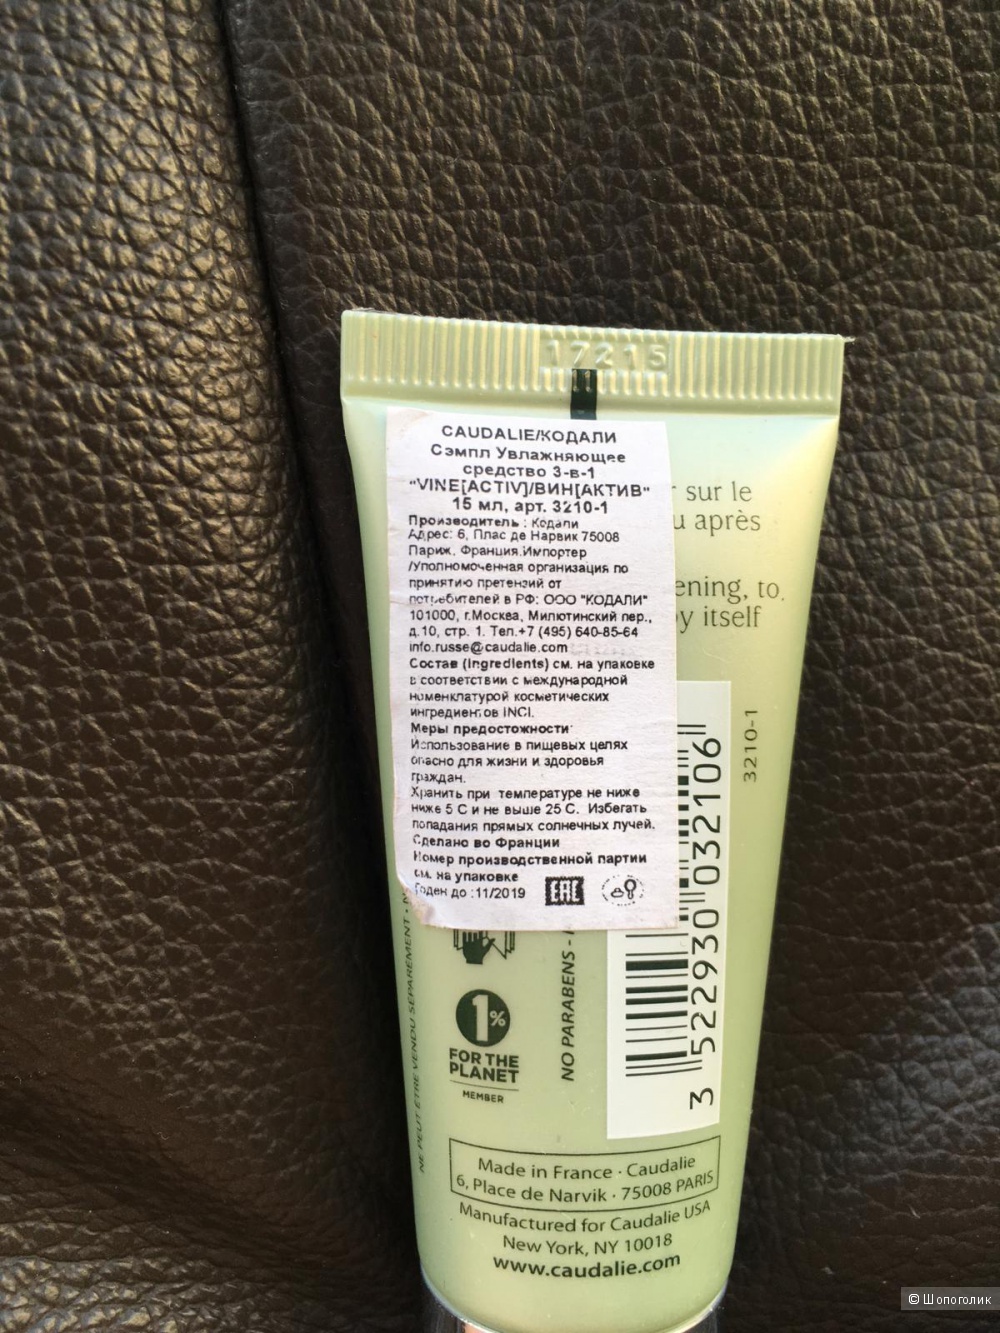 17215
CAUDALIE/КОДАЛИ
Сэмпл Увлажняющее
средство 3-в-1
"VINE[ACTIV]/ВИН[АКТИВ"
15 мл, арт. 3210-1
Производитель : Кодали
Адрес: 6, Плас де Нарвик 75008
Париж, Франция.Импортер
/Уполномоченная организация по
принятию претензий от
потребителей в РФ: ООО "КОДАЛИ"
101000, г.Москва, Милютинский пер.,
д.10, стр. 1. Тел.+7 (495) 640-85-64
info.russe@caudalie.com
Состав (Ingredients) см. на упаковке
в соответствии с международной
номенклатурой косметических
ингредиентов INCI.
Меры предостожности:
Использование в пищевых целях
опасно для жизни и здоровья
граждан.
Хранить при температуре не ниже
ниже 5 С и не выше 25 С. Избегать
попадания прямых солнечных лучей.
Сделано во Франции
Номер производственной партии
см. на упаковке
Годен до :11/2019
EAC
sur le
après
ening, to
by itself
3210-1
3 522930 032106
NE PEUT ÊTRE VENDU SÉPARÉMENT
NO PARABENS -
1%
FOR THE
PLANET
MEMBER
Made in France · Caudalie
6, Place de Narvik · 75008 PARIS
Manufactured for Caudalie USA
New York, NY 10018
www.caudalie.com
© Шопоголик